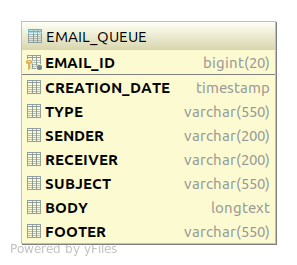 EMAIL_QUEUE
EMAIL_ID bigint(20)
CREATION_DATE timestamp
TYPE varchar(550)
SENDER varchar(200)
RECEIVER varchar(200)
SUBJECT varchar(550)
BODY longtext
FOOTER varchar(550)
Powered by yFiles